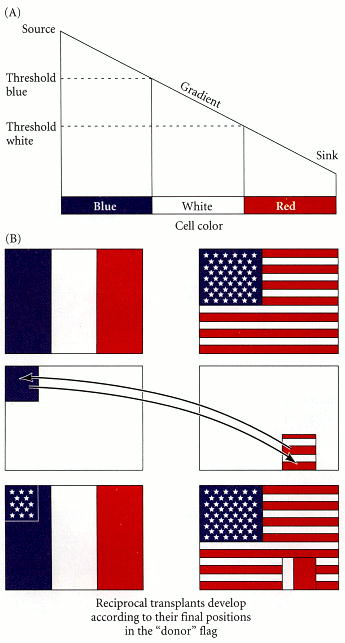 (A)
Source
Threshold
blue
Gradient
Threshold
white
Sink
Blue White Red
Cell color
(B)
Reciprocal transplants develop
according to their final positions
in the “donor” flag